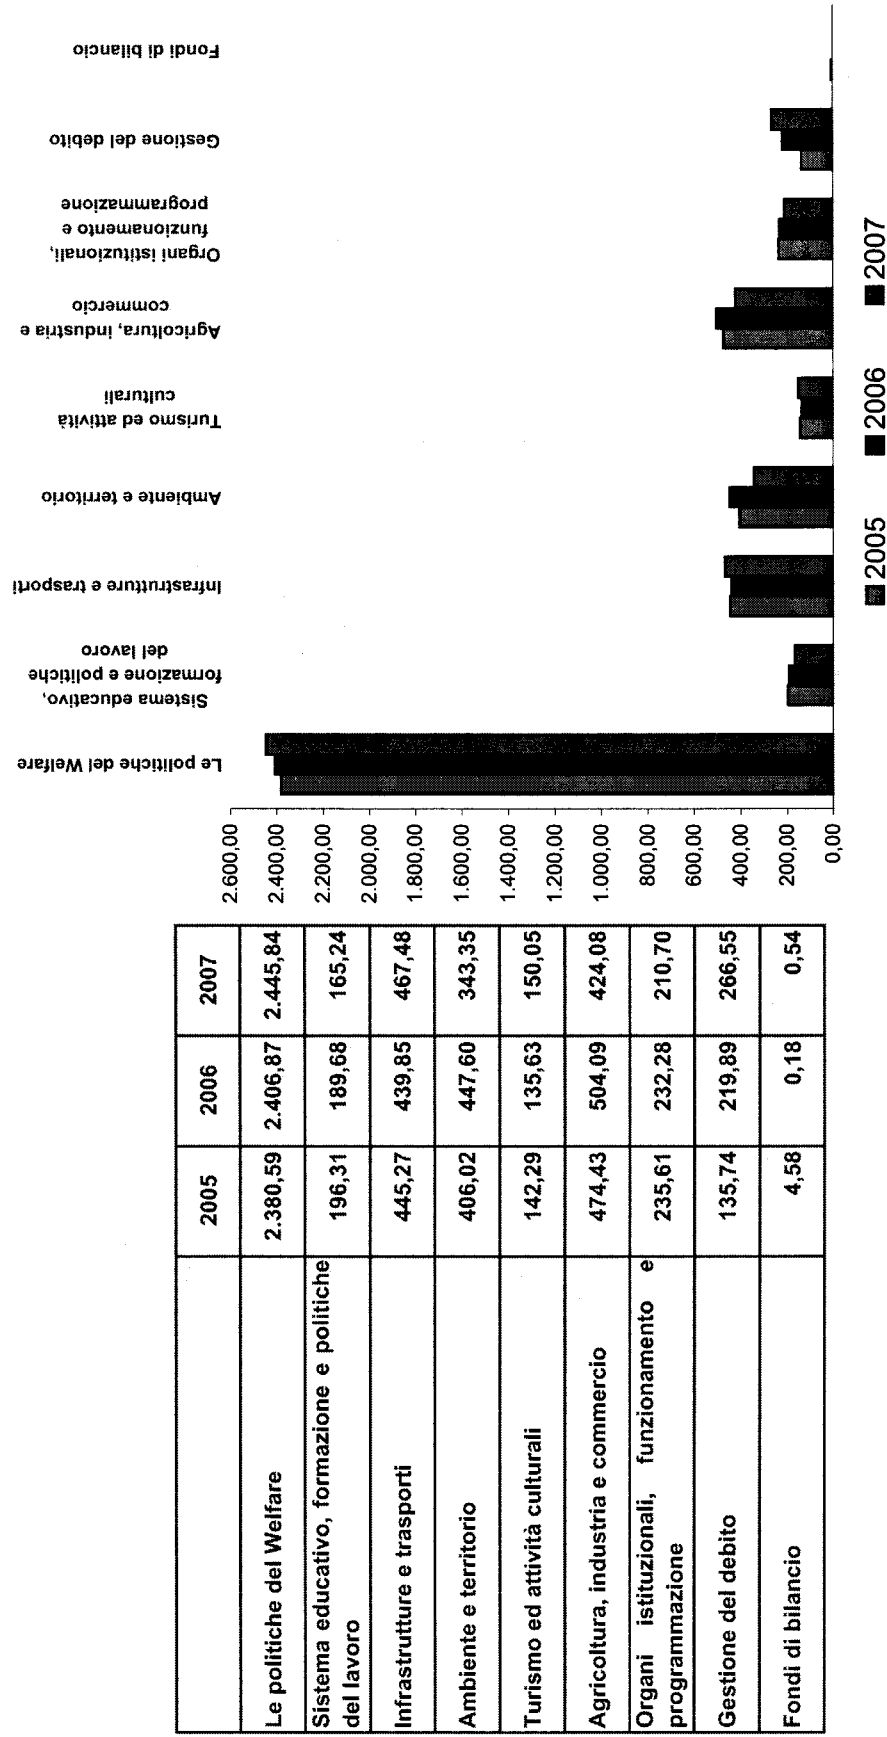 2005 2006 2007
Le politiche del Welfare 2.380,59 2.406,87 2.445,84
Sistema educativo, formazione e politiche
del lavoro 196,31 189,68 165,24
Infrastrutture e trasporti 445,27 439,85 467,48
Ambiente e territorio 406,02 447,60 343,35
Turismo ed attività culturali 142,29 135,63 150,05
Agricoltura, industria e commercio 474,43 504,09 424,08
Organi istituzionali, funzionamento e
programmazione 235,61 232,28 210,70
Gestione del debito 135,74 219,89 266,55
Fondi di bilancio 4,58 0,18 0,54
2.600,00
2.400,00
2.200,00
2.000,00
1.800,00
1.600,00
1.400,00
1.200,00
1.000,00
800,00
600,00
400,00
200,00
0,00
Le politiche del Welfare
Sistema educativo,
formazione e politiche
del lavoro
Infrastrutture e trasporti
Ambiente e territorio
Turismo ed attività
culturali
Agricoltura, industria e
commercio
Organi istituzionali,
funzionamento e
programmazione
Gestione del debito
Fondi di bilancio
2005 2006 2007